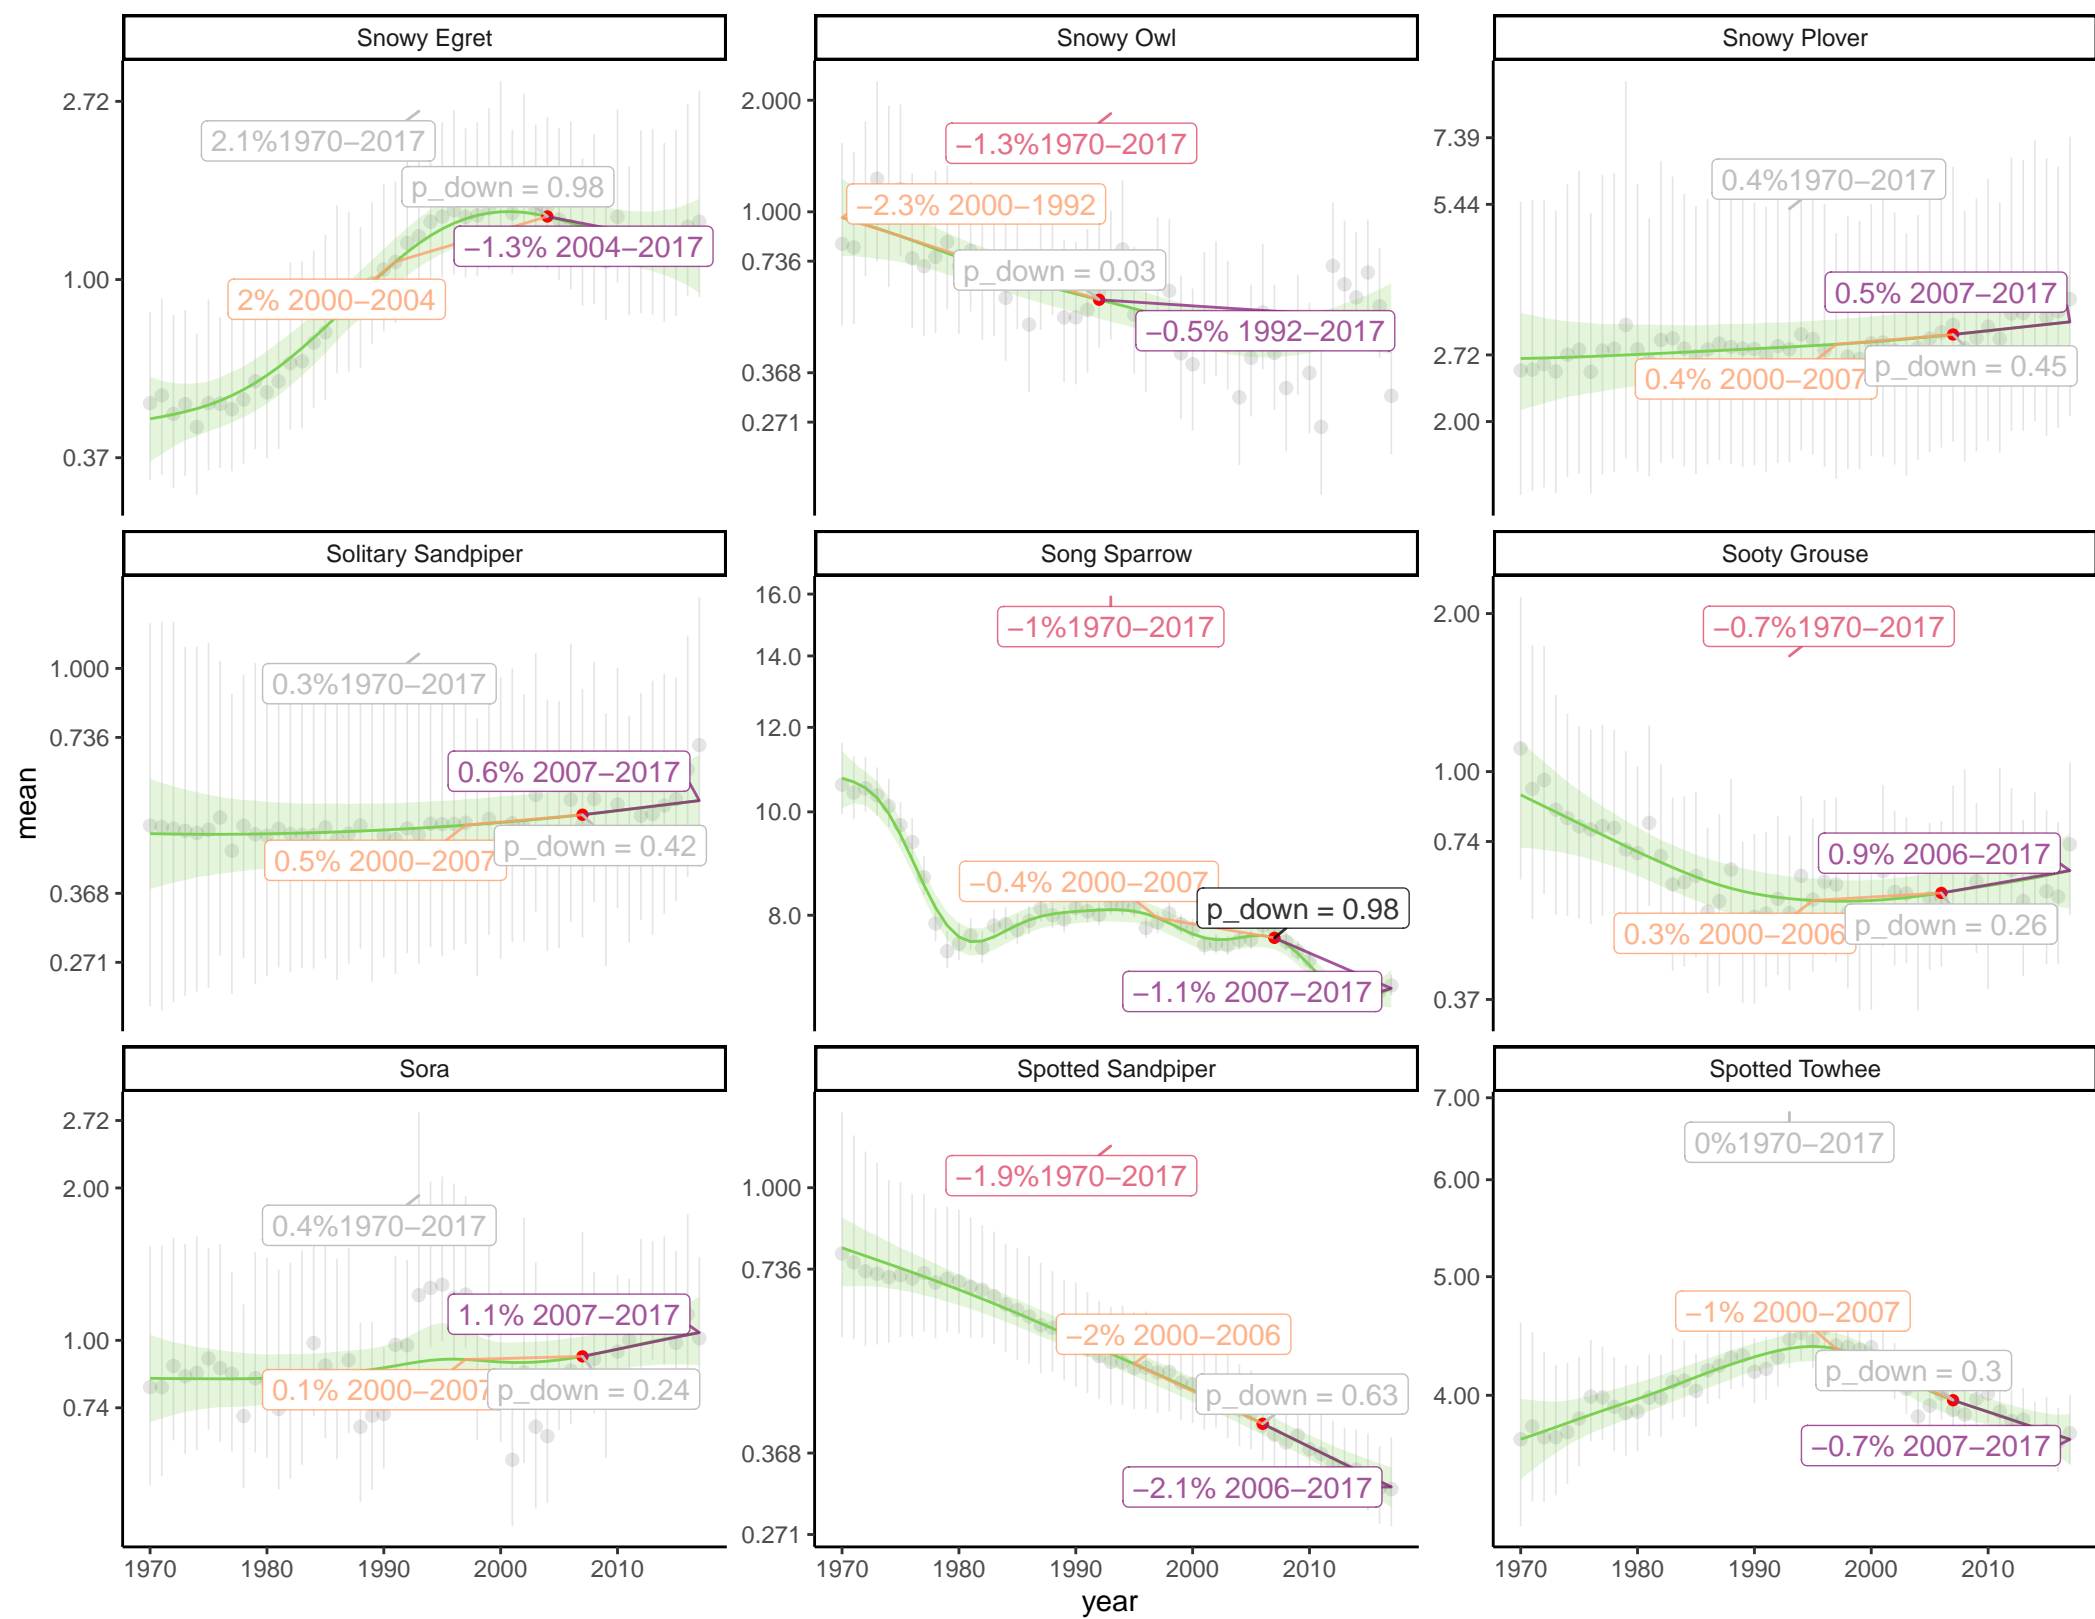 Snowy Egret
2.72
1.00
0.37
2.1%1970−2017
p_down = 0.98
−1.3% 2004−2017
2% 2000−2004
Snowy Owl
2.000
1.000
0.736
0.368
0.271
−1.3%1970−2017
−2.3% 2000−1992
p_down = 0.03
−0.5% 1992−2017
Snowy Plover
7.39
5.44
2.72
2.00
0.4%1970−2017
0.5% 2007−2017
0.4% 2000−2007
p_down = 0.45
Solitary Sandpiper
1.000
0.736
0.368
0.271
0.3%1970−2017
0.6% 2007−2017
0.5% 2000−2007
p_down = 0.42
Song Sparrow
16.0
14.0
12.0
10.0
8.0
−1%1970−2017
−0.4% 2000−2007
p_down = 0.98
−1.1% 2007−2017
Sooty Grouse
2.00
1.00
0.74
0.37
−0.7%1970−2017
0.9% 2006−2017
0.3% 2000−2006
p_down = 0.26
Sora
2.72
2.00
1.00
0.74
0.4%1970−2017
1.1% 2007−2017
0.1% 2000−2007
p_down = 0.24
1970 1980 1990 2000 2010
Spotted Sandpiper
1.000
0.736
0.368
0.271
−1.9%1970−2017
−2% 2000−2006
p_down = 0.63
−2.1% 2006−2017
1970 1980 1990 2000 2010
Spotted Towhee
7.00
6.00
5.00
4.00
0%1970−2017
−1% 2000−2007
p_down = 0.3
−0.7% 2007−2017
1970 1980 1990 2000 2010
mean
year